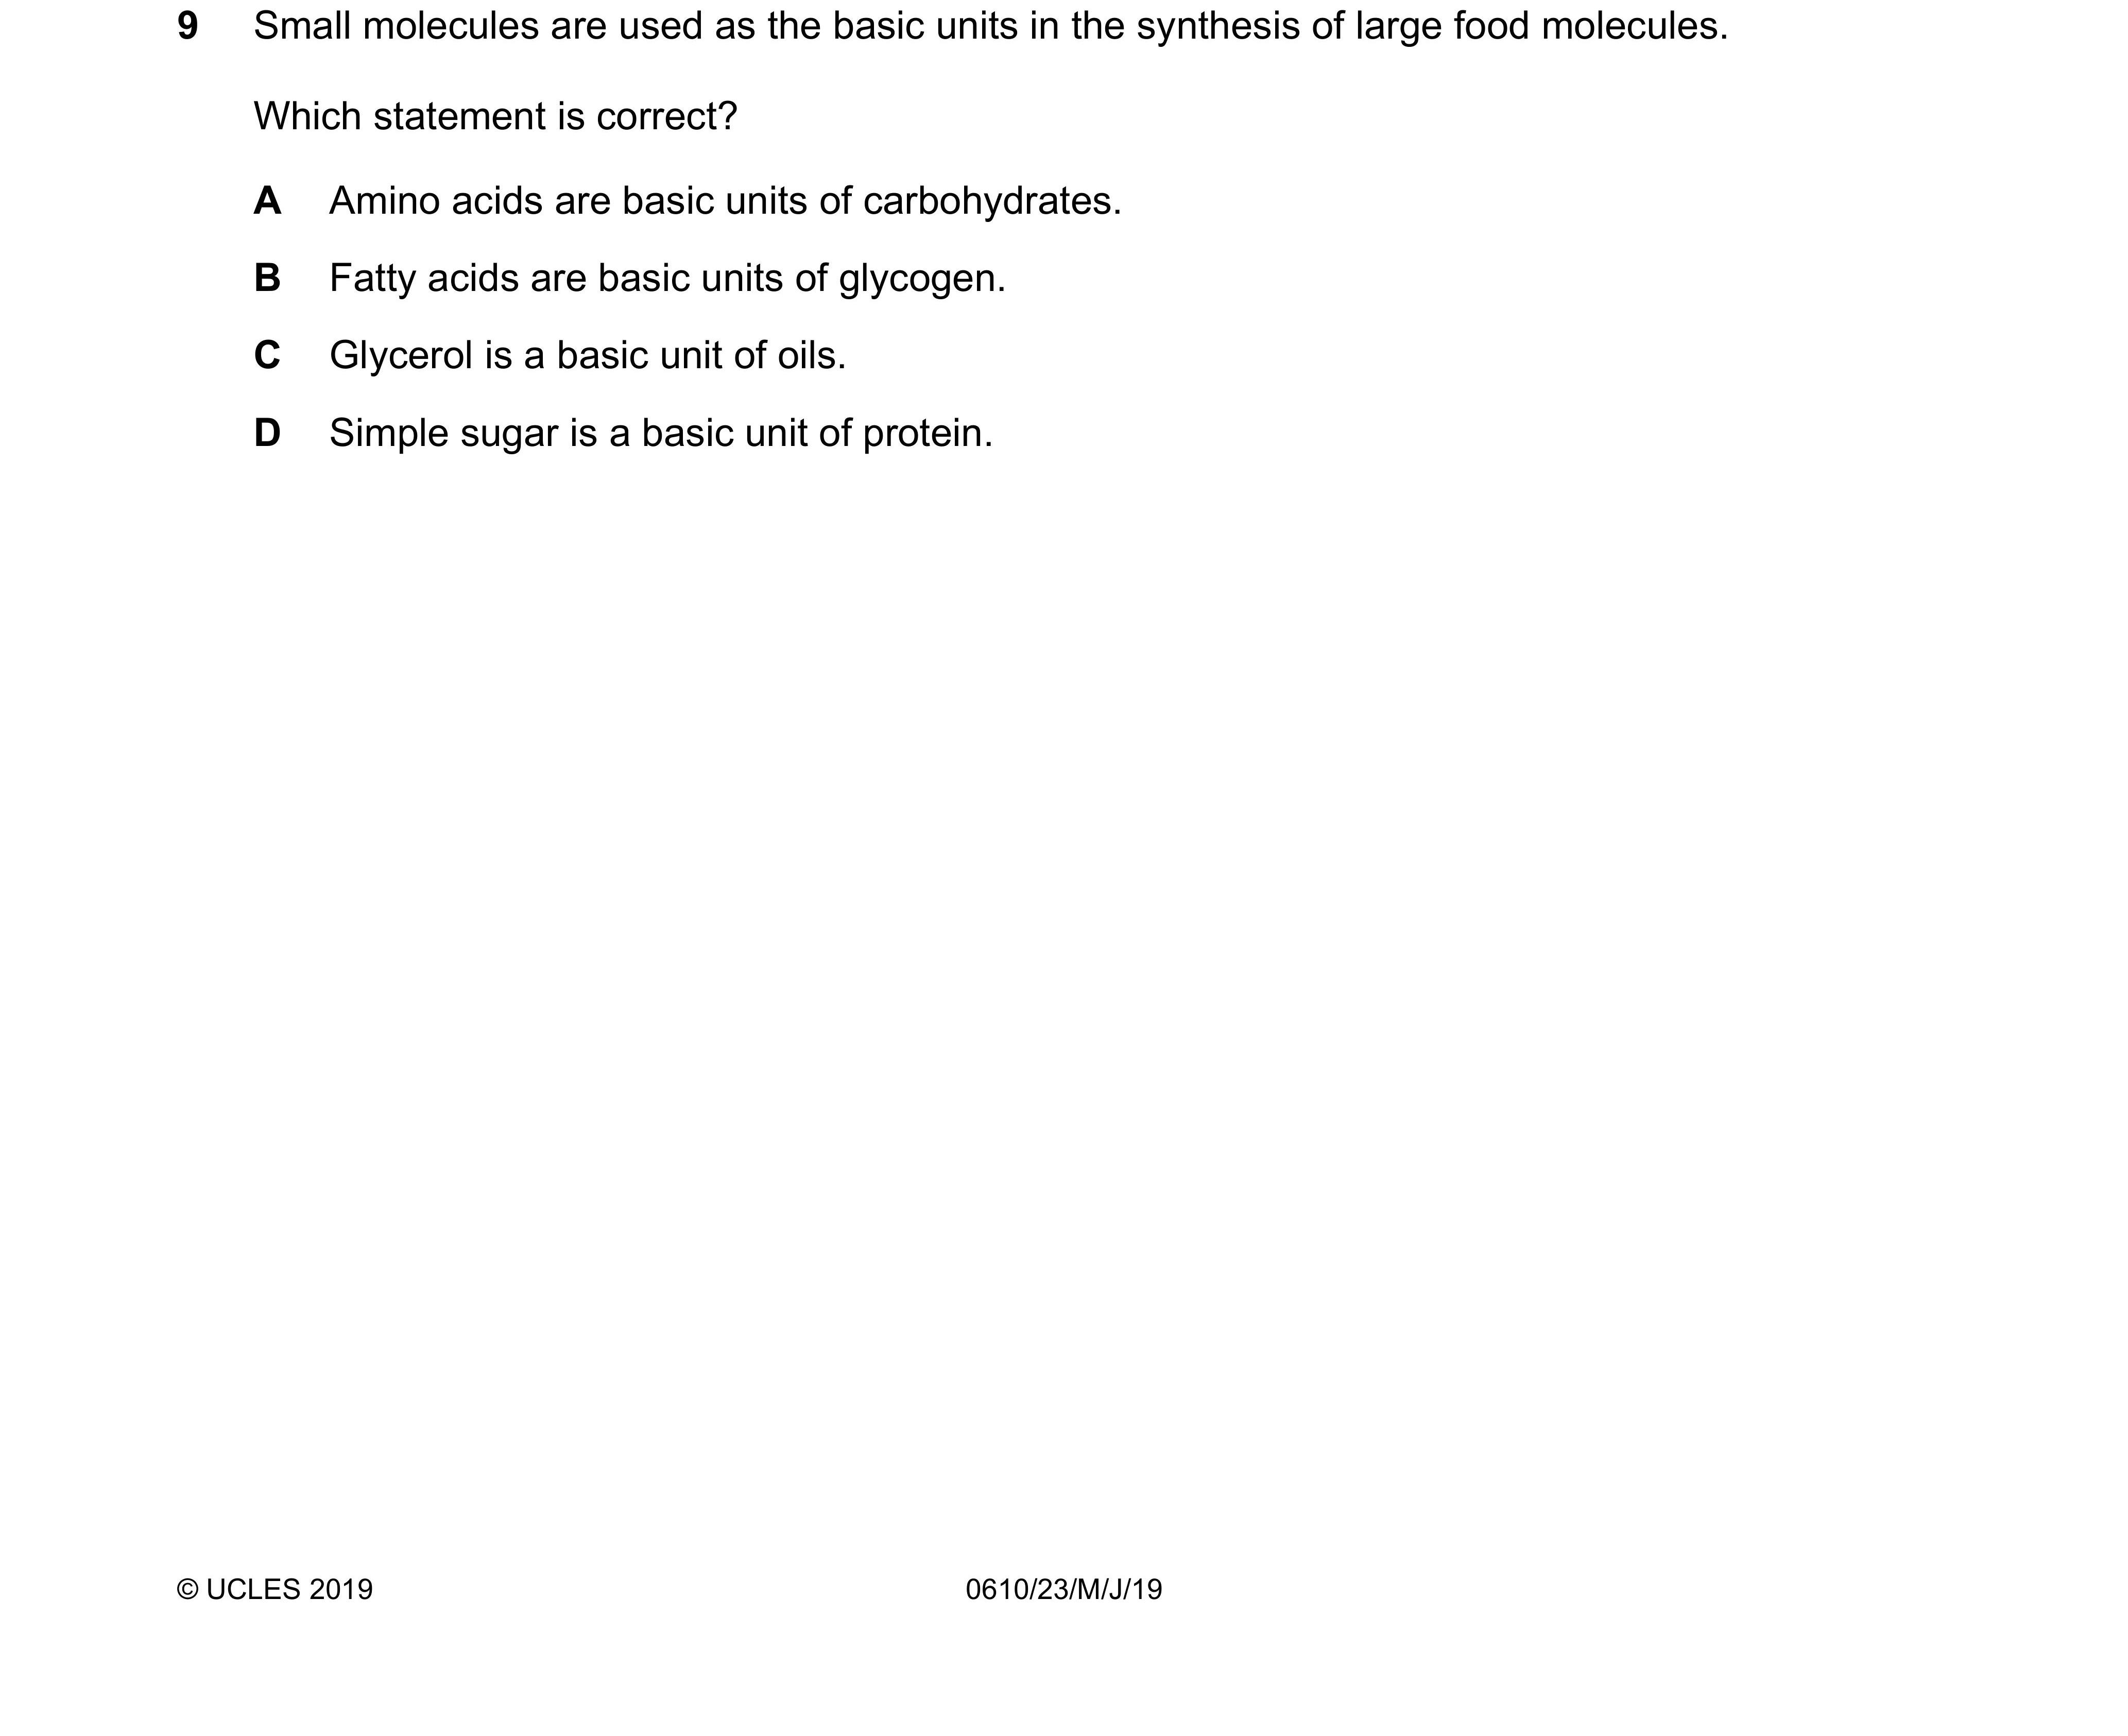 9 Small molecules are used as the basic units in the synthesis of large food molecules.
Which statement is correct?
A Amino acids are basic units of carbohydrates.
B Fatty acids are basic units of glycogen.
C Glycerol is a basic unit of oils.
D Simple sugar is a basic unit of protein.
© UCLES 2019 0610/23/M/J/19